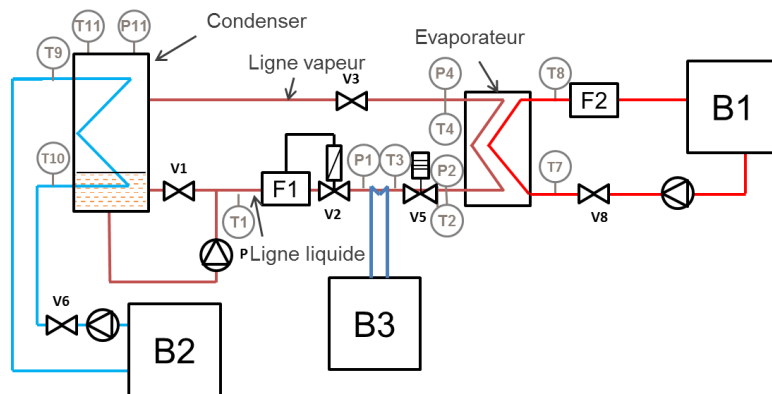 Condenser
T11
P11
T9
Ligne vapeur
V3
Evaporateur
P4
T8
F2
B1
T4
T10
V1
F1
V2
P1
T3
V5
P2
T7
V8
T1
T2
P
Ligne liquide
V6
B2
B3